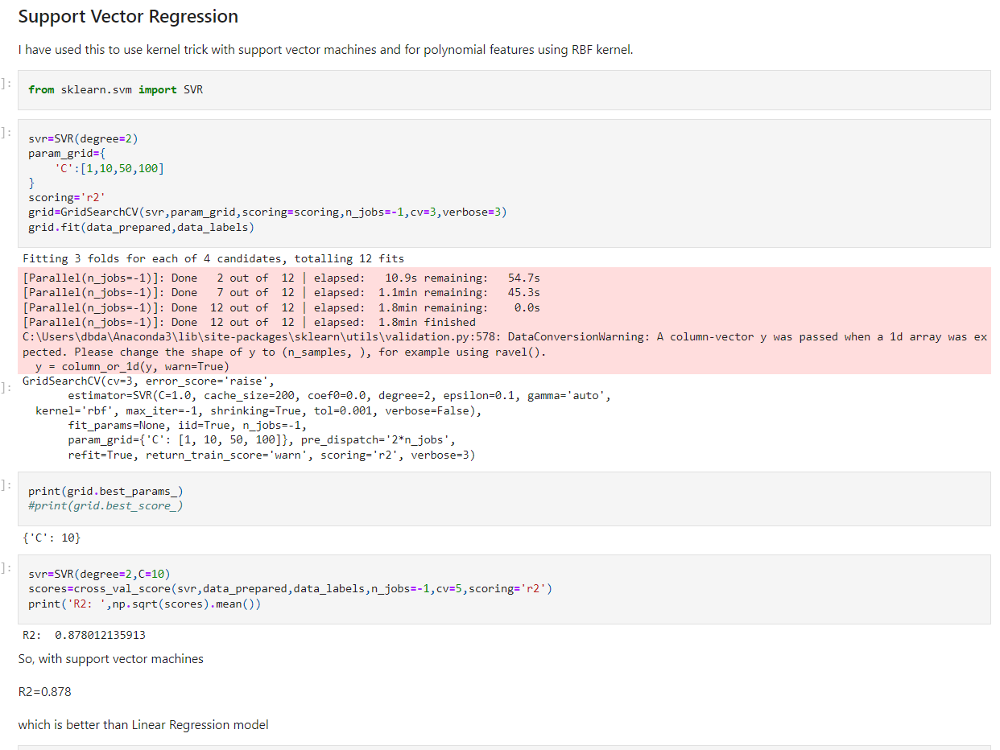 Support Vector Regression
I have used this to use kernel trick with support vector machines and for polynomial features using RBF kernel.
]:
from sklearn.svm import SVR
]:
svr=SVR(degree=2)
param_grid={
    'C':[1,10,50,100]
}
scoring='r2'
grid=GridSearchCV(svr,param_grid,scoring=scoring,n_jobs=-1,cv=3,verbose=3)
grid.fit(data_prepared,data_labels)
Fitting 3 folds for each of 4 candidates, totalling 12 fits
[Parallel(n_jobs=-1)]: Done   2 out of  12 | elapsed:   10.9s remaining:   54.7s
[Parallel(n_jobs=-1)]: Done   7 out of  12 | elapsed:  1.1min remaining:   45.3s
[Parallel(n_jobs=-1)]: Done  12 out of  12 | elapsed:  1.8min remaining:    0.0s
[Parallel(n_jobs=-1)]: Done  12 out of  12 | elapsed:  1.8min finished
C:\Users\dbda\Anaconda3\lib\site-packages\sklearn\utils\validation.py:578: DataConversionWarning: A column-vector y was passed when a 1d array was ex
pected. Please change the shape of y to (n_samples, ), for example using ravel().
  y = column_or_1d(y, warn=True)
]:
GridSearchCV(cv=3, error_score='raise',
       estimator=SVR(C=1.0, cache_size=200, coef0=0.0, degree=2, epsilon=0.1, gamma='auto',
  kernel='rbf', max_iter=-1, shrinking=True, tol=0.001, verbose=False),
       fit_params=None, iid=True, n_jobs=-1,
       param_grid={'C': [1, 10, 50, 100]}, pre_dispatch='2*n_jobs',
       refit=True, return_train_score='warn', scoring='r2', verbose=3)
]:
print(grid.best_params_)
#print(grid.best_score_)
{'C': 10}
]:
svr=SVR(degree=2,C=10)
scores=cross_val_score(svr,data_prepared,data_labels,n_jobs=-1,cv=5,scoring='r2')
print('R2: ',np.sqrt(scores).mean())
R2:  0.878012135913
So, with support vector machines
R2=0.878
which is better than Linear Regression model